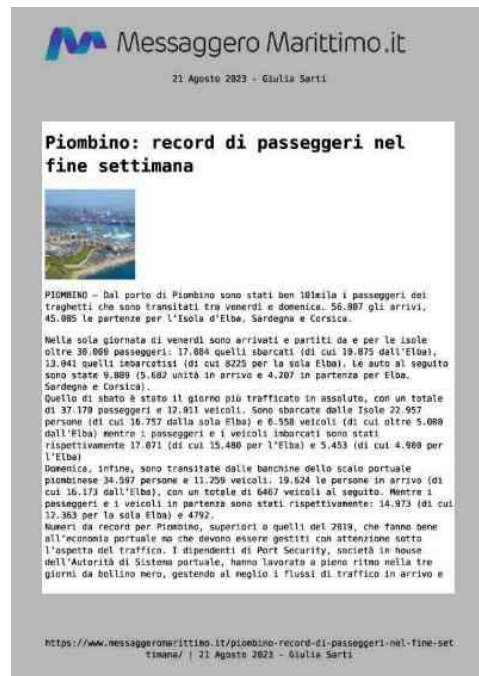 Messaggero Marittimo.it
21 Agosto 2023 - Giulia Sarti
Piombino: record di passeggeri nel
fine settimana
PIOMBINO – Dal porto di Piombino sono stati ben 101mila i passeggeri dei
traghetti che sono transitati tra venerdì e domenica. 56.807 gli arrivi,
45.085 le partenze per l'Isola d'Elba, Sardegna e Corsica.
Nella sola giornata di venerdì sono arrivati e partiti da e per le isole
oltre 30.000 passeggeri: 17.084 quelli sbarcati (di cui 10.875 dall'Elba),
13.041 quelli imbarcatisi (di cui 8225 per la sola Elba). Le auto al seguito
sono state 9.889 (5.682 unità in arrivo e 4.207 in partenza per Elba,
Sardegna e Corsica).
Quello di sbato è stato il giorno più trafficato in assoluto, con un totale
di 37.179 passeggeri e 12.011 veicoli. Sono sbarcate dalle Isole 22.957
persone (di cui 16.757 dalla sola Elba) e 6.558 veicoli (di cui oltre 5.000
dall'Elba) mentre i passeggeri e i veicoli imbarcati sono stati
rispettivamente 17.071 (di cui 15.480 per l'Elba) e 5.453 (di cui 4.900 per
l'Elba)
Domenica, infine, sono transitate dalle banchine dello scalo portuale
piombinese 34.597 persone e 11.259 veicoli. 19.624 le persone in arrivo (di
cui 16.173 dall'Elba), con un totale di 6467 veicoli al seguito. Mentre i
passeggeri e i veicoli in partenza sono stati rispettivamente: 14.973 (di cui
12.363 per la sola Elba) e 4792.
Numeri da record per Piombino, superiori a quelli del 2019, che fanno bene
all'economia portuale ma che devono essere gestiti con attenzione sotto
l'aspetto del traffico. I dipendenti di Port Security, società in house
dell'Autorità di Sistema portuale, hanno lavorato a pieno ritmo nella tre
giorni da bollino nero, gestendo al meglio i flussi di traffico in arrivo e
https://www.messaggeromarittimo.it/piombino-record-di-passeggeri-nel-fine-set
timana/ | 21 Agosto 2023 - Giulia Sarti